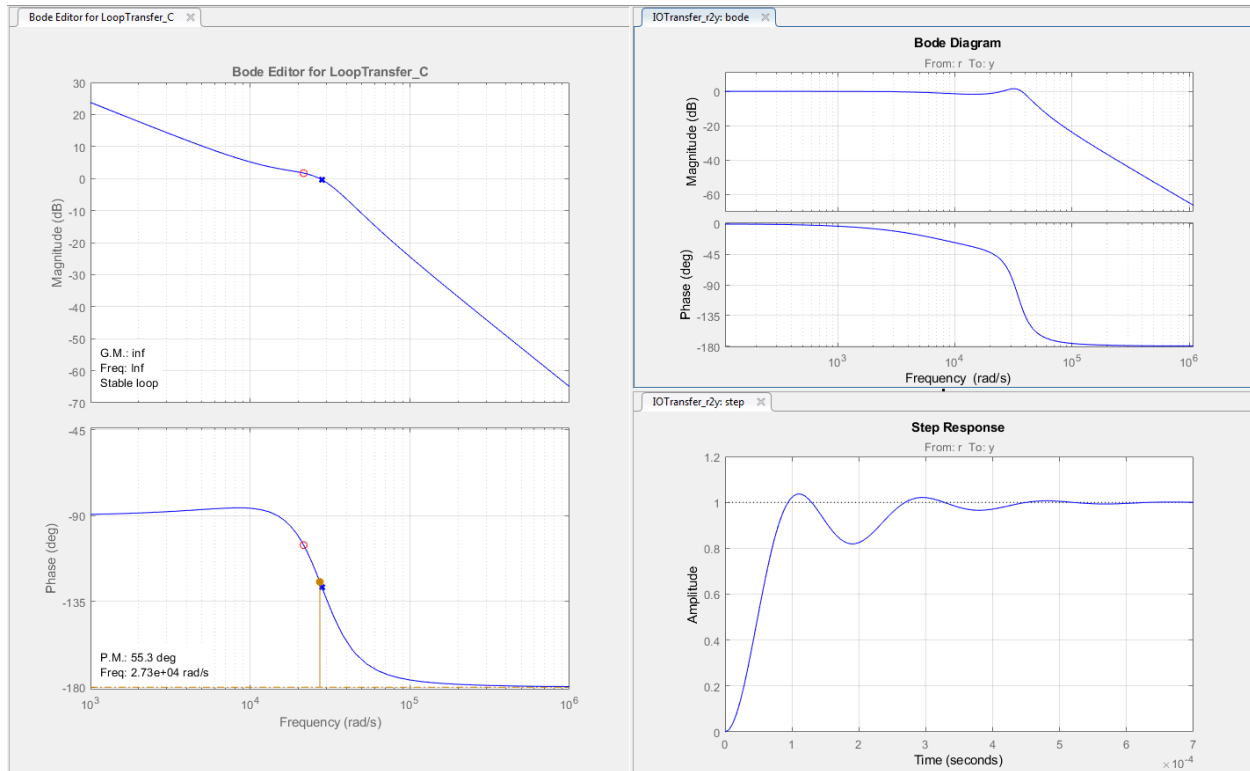 Bode Editor for LoopTransfer_C
Bode Editor for LoopTransfer_C
Magnitude (dB)
30
20
10
0
-10
-20
-30
-40
-50
-60
-70
G.M.: inf
Freq: Inf
Stable loop
Phase (deg)
-45
-90
-135
-180
P.M.: 55.3 deg
Freq: 2.73e+04 rad/s
10³ 10⁴ 10⁵ 10⁶
Frequency (rad/s)
IOTransfer_r2y: bode
Bode Diagram
From: r To: y
Magnitude (dB)
0
-20
-40
-60
Phase (deg)
0
-45
-90
-135
-180
10³ 10⁴ 10⁵ 10⁶
Frequency (rad/s)
IOTransfer_r2y: step
Step Response
From: r To: y
Amplitude
1.2
1
0.8
0.6
0.4
0.2
0
0 1 2 3 4 5 6 7
Time (seconds)
×10⁻⁴